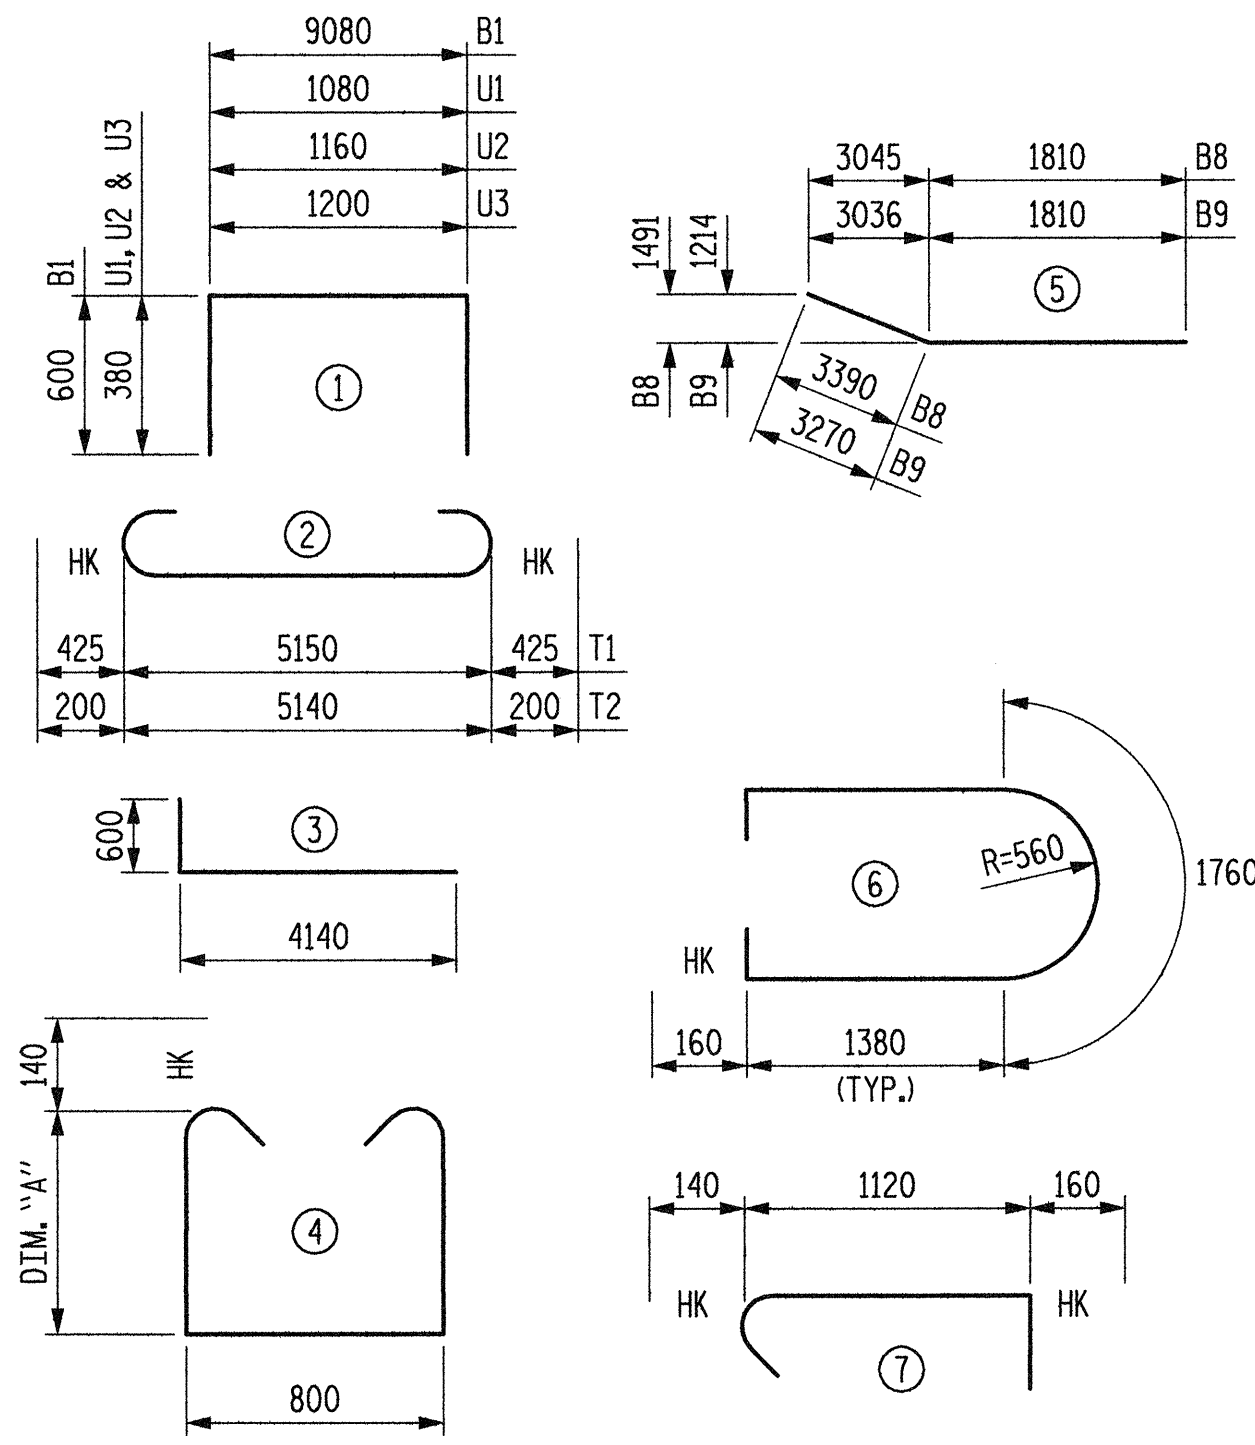 9080 B1
1080 U1
1160 U2
1200 U3
B1
U1, U2 & U3
600
380
1
3045 1810 B8
3036 1810 B9
1491
1214
5
B8
B9
3390 B8
3270 B9
2
HK HK
425 5150 425 T1
200 5140 200 T2
3
600
4140
R=560
6
1760
HK
160 1380
(TYP.)
140
HK
DIM. "A"
4
800
140 1120 160
HK HK
7